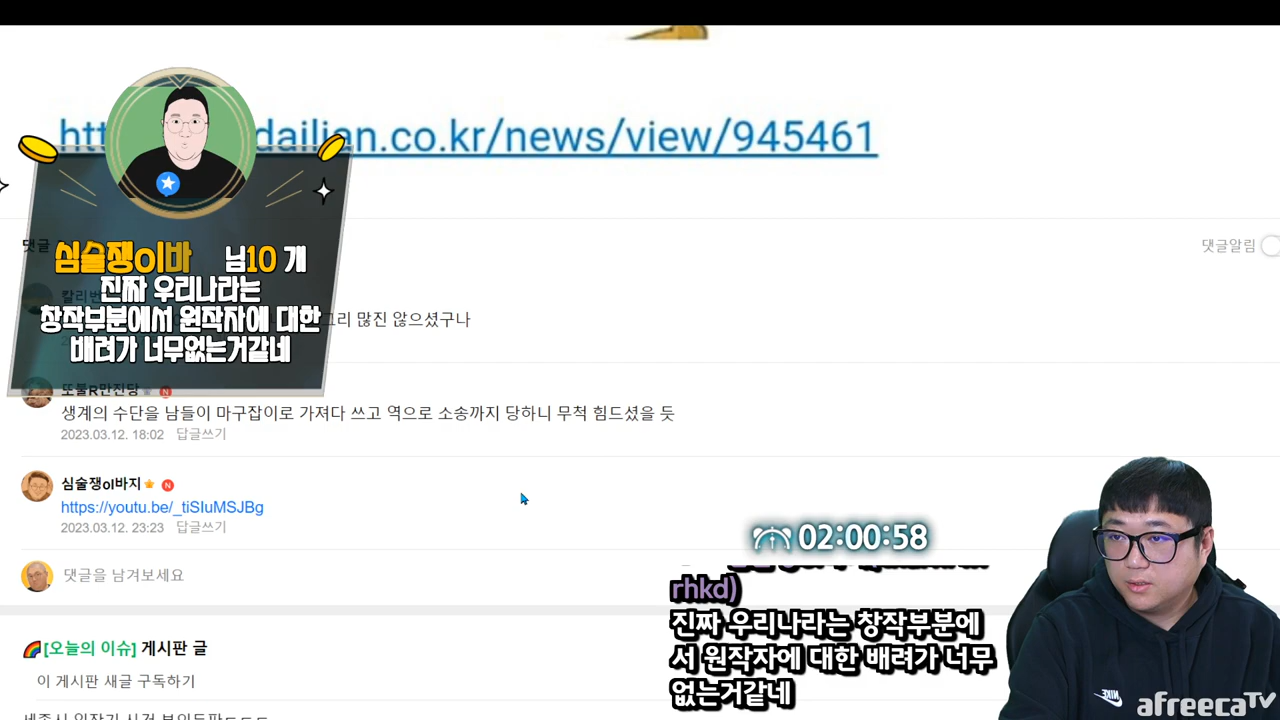 dailian.co.kr/news/view/945461
댓글
댓글알림
심술쟁이바 님10 개
진짜 우리나라는
창작부분에서 원작자에 대한
배려가 너무없는거같네
그리 많진 않으셨구나
또불R만진당
생계의 수단을 남들이 마구잡이로 가져다 쓰고 역으로 소송까지 당하니 무척 힘드셨을 듯
2023.03.12. 18:02 답글쓰기
심술쟁이바지
https://youtu.be/_tiSIuMSJBg
2023.03.12. 23:23 답글쓰기
댓글을 남겨보세요
[오늘의 이슈] 게시판 글
이 게시판 새글 구독하기
02:00:58
rhkd)
진짜 우리나라는 창작부분에
서 원작자에 대한 배려가 너무
없는거같네
NIKE
afreecaTV